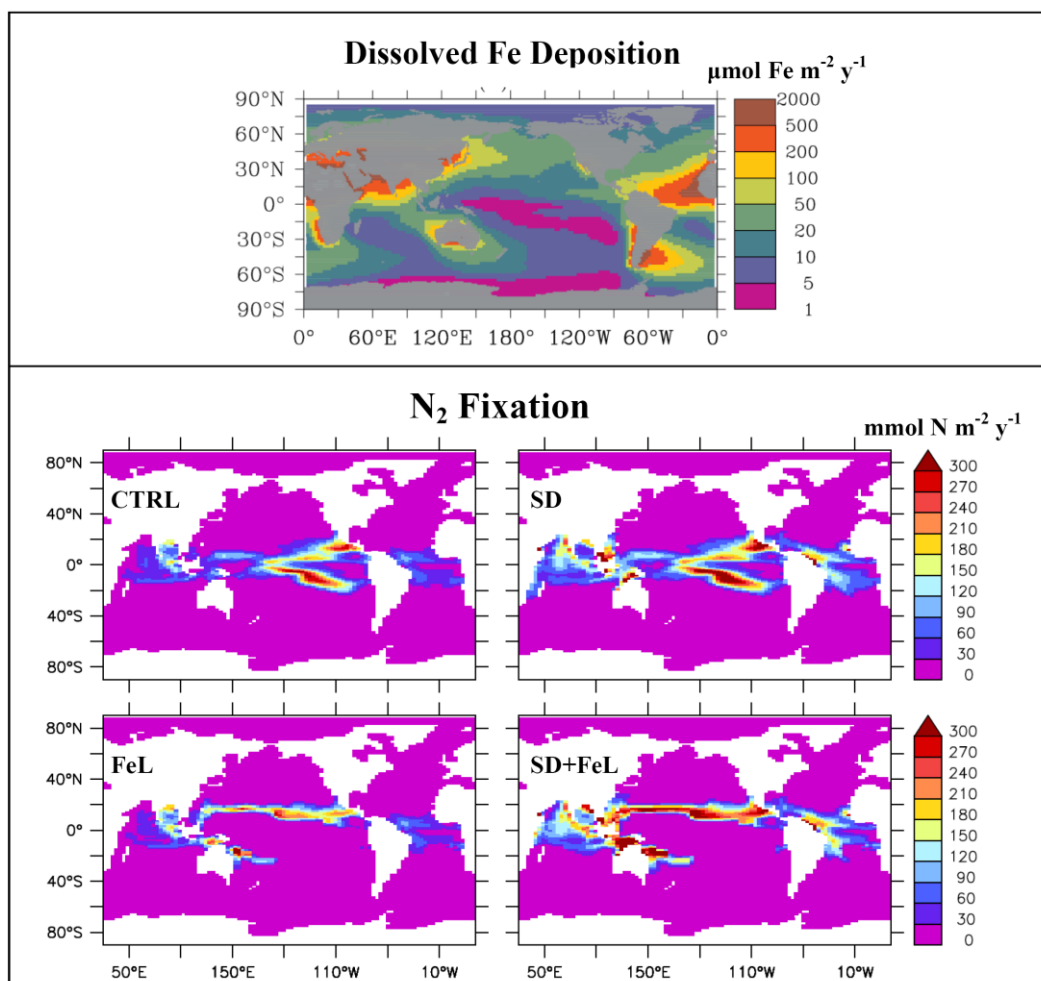 Dissolved Fe Deposition
µmol Fe m-2 y-1
90°N
60°N
30°N
0°
30°S
60°S
90°S
0° 60°E 120°E 180° 120°W 60°W 0°
2000
500
200
100
50
20
10
5
1
N2 Fixation
mmol N m-2 y-1
80°N
40°N
0°
40°S
80°S
CTRL
SD
300
270
240
210
180
150
120
90
60
30
0
80°N
40°N
0°
40°S
80°S
FeL
SD+FeL
300
270
240
210
180
150
120
90
60
30
0
50°E 150°E 110°W 10°W
50°E 150°E 110°W 10°W